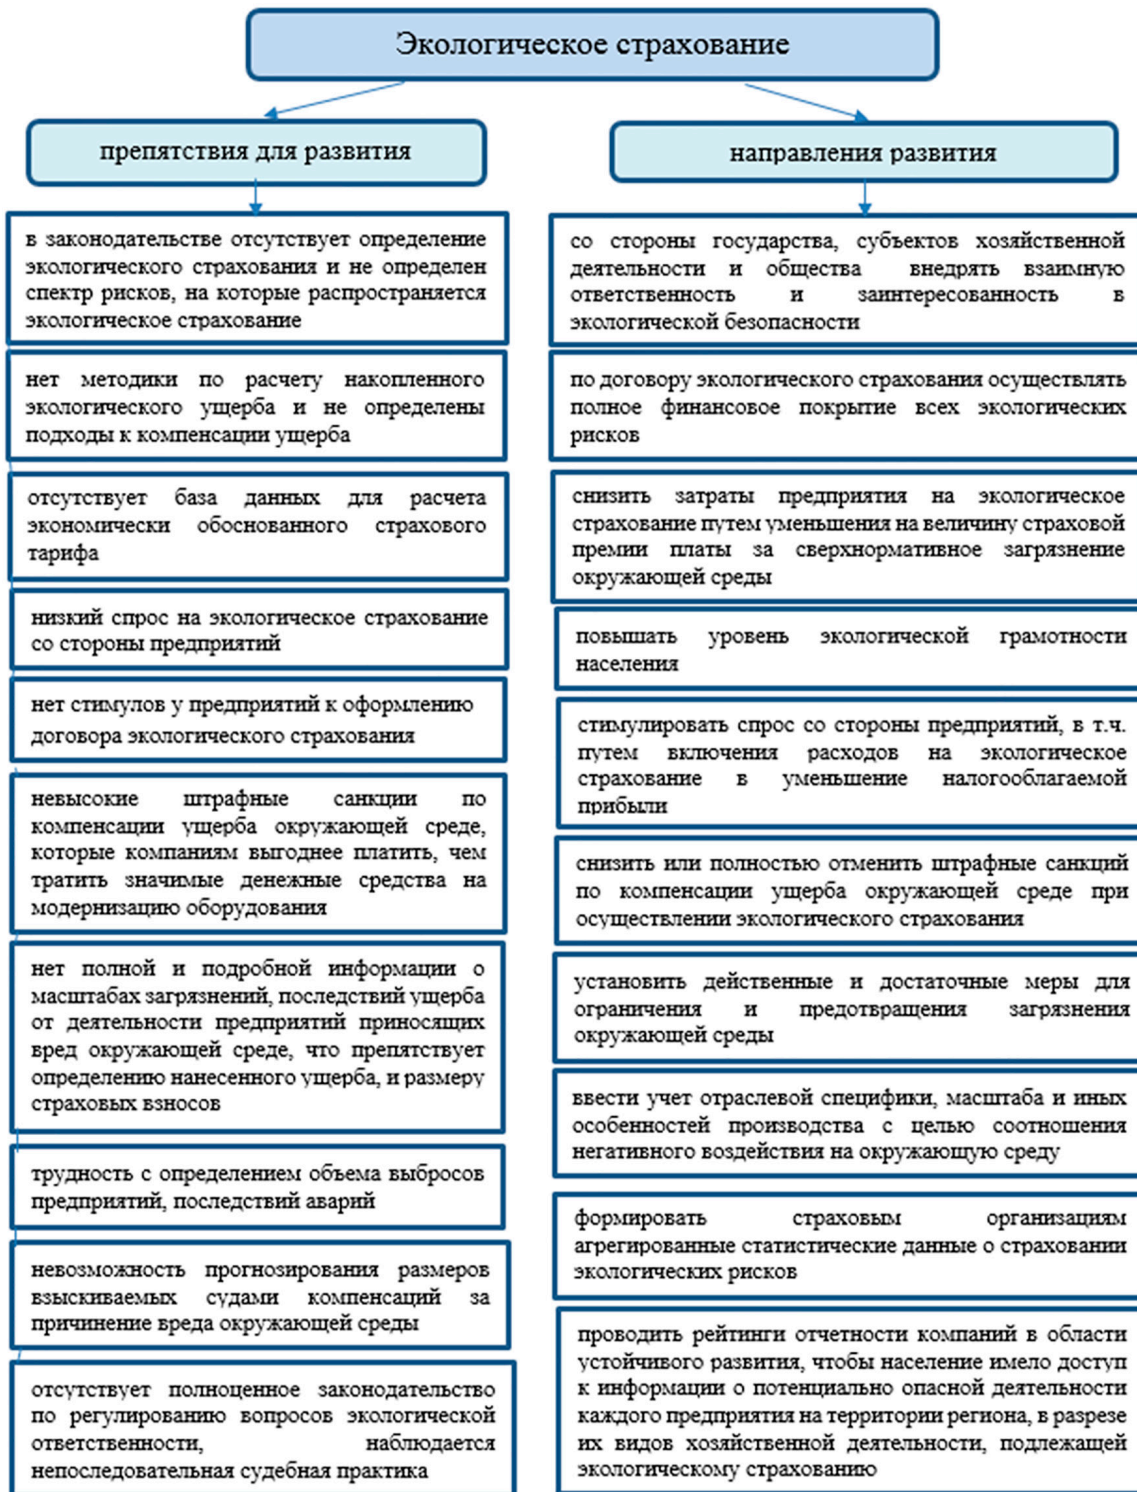 Экологическое страхование
препятствия для развития
в законодательстве отсутствует определение
экологического страхования и не определен
спектр рисков, на которые распространяется
экологическое страхование
нет методики по расчету накопленного
экологического ущерба и не определены
подходы к компенсации ущерба
отсутствует база данных для расчета
экономически обоснованного страхового
тарифа
низкий спрос на экологическое страхование
со стороны предприятий
нет стимулов у предприятий к оформлению
договора экологического страхования
невысокие штрафные санкции по
компенсации ущерба окружающей среде,
которые компаниям выгоднее платить, чем
тратить значимые денежные средства на
модернизацию оборудования
нет полной и подробной информации о
масштабах загрязнений, последствий ущерба
от деятельности предприятий приносящих
вред окружающей среде, что препятствует
определению нанесенного ущерба, и размеру
страховых взносов
трудность с определением объема выбросов
предприятий, последствий аварий
невозможность прогнозирования размеров
взыскиваемых судами компенсаций за
причинение вреда окружающей среды
отсутствует полноценное законодательство
по регулированию вопросов экологической
ответственности, наблюдается
непоследовательная судебная практика
направления развития
со стороны государства, субъектов хозяйственной
деятельности и общества внедрять взаимную
ответственность и заинтересованность в
экологической безопасности
по договору экологического страхования осуществлять
полное финансовое покрытие всех экологических
рисков
снизить затраты предприятия на экологическое
страхование путем уменьшения на величину страховой
премии платы за сверхнормативное загрязнение
окружающей среды
повышать уровень экологической грамотности
населения
стимулировать спрос со стороны предприятий, в т.ч.
путем включения расходов на экологическое
страхование в уменьшение налогооблагаемой
прибыли
снизить или полностью отменить штрафные санкций
по компенсации ущерба окружающей среде при
осуществлении экологического страхования
установить действенные и достаточные меры для
ограничения и предотвращения загрязнения
окружающей среды
ввести учет отраслевой специфики, масштаба и иных
особенностей производства с целью соотношения
негативного воздействия на окружающую среду
формировать страховым организациям
агрегированные статистические данные о страховании
экологических рисков
проводить рейтинги отчетности компаний в области
устойчивого развития, чтобы население имело доступ
к информации о потенциально опасной деятельности
каждого предприятия на территории региона, в разрезе
их видов хозяйственной деятельности, подлежащей
экологическому страхованию